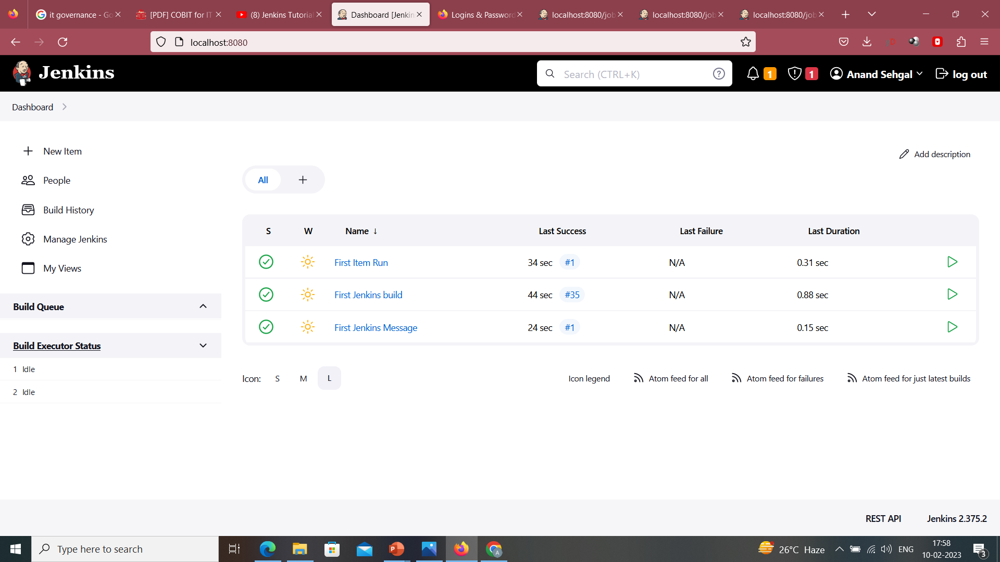 it governance - Go
[PDF] COBIT for IT
(8) Jenkins Tutorial
Dashboard [Jenkin
Logins & Password
localhost:8080/job
localhost:8080/job
localhost:8080/job
localhost:8080
Jenkins
Search (CTRL+K)
1
1
Anand Sehgal
log out
Dashboard
New Item
People
Build History
Manage Jenkins
My Views
Build Queue
Build Executor Status
1 Idle
2 Idle
Add description
All
S W Name ↓ Last Success Last Failure Last Duration
First Item Run 34 sec #1 N/A 0.31 sec
First Jenkins build 44 sec #35 N/A 0.88 sec
First Jenkins Message 24 sec #1 N/A 0.15 sec
Icon: S M L
Icon legend
Atom feed for all
Atom feed for failures
Atom feed for just latest builds
REST API
Jenkins 2.375.2
Type here to search
26°C Haze
ENG
17:58
10-02-2023
3